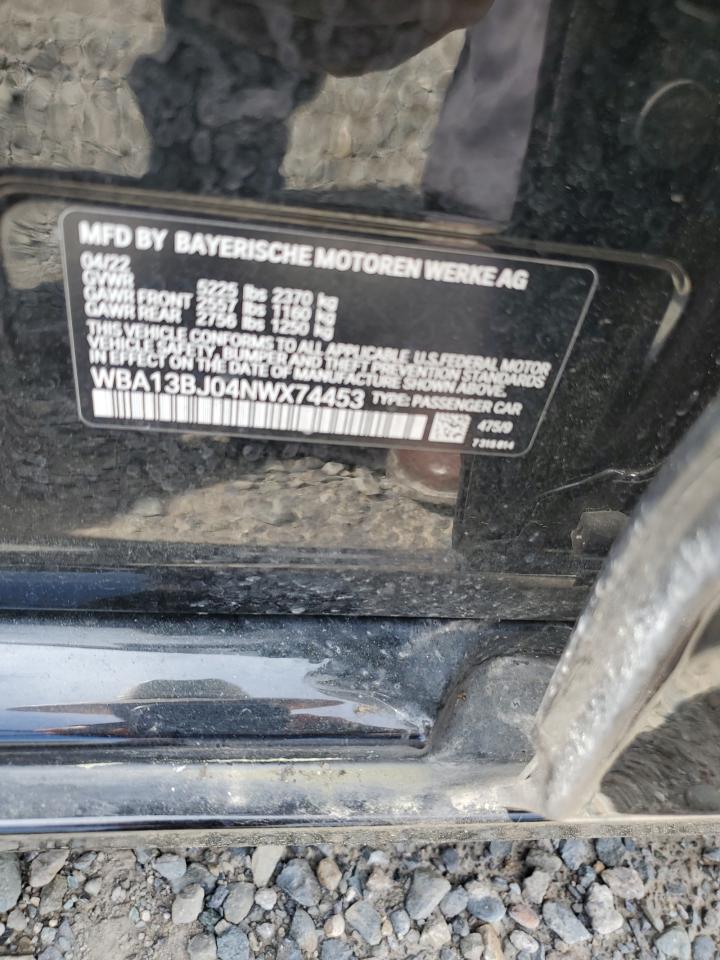 MFD BY BAYERISCHE MOTOREN WERKE AG
04/22
GVWR 5225 lbs 2370 kg
GAWR FRONT 2557 lbs 1160 kg
GAWR REAR 2756 lbs 1250 kg
THIS VEHICLE CONFORMS TO ALL APPLICABLE U.S. FEDERAL MOTOR
VEHICLE SAFETY, BUMPER AND THEFT PREVENTION STANDARDS
IN EFFECT ON THE DATE OF MANUFACTURE SHOWN ABOVE.
WBA13BJ04NWX74453 TYPE: PASSENGER CAR
475/9
7318614